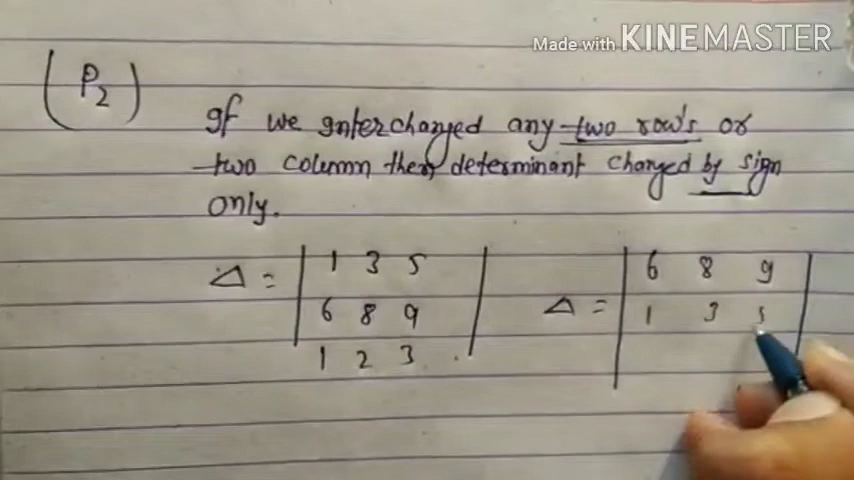 Made with KINEMASTER
(P2)
If we Interchanged any two row's or
two column then determinant changed by sign
only.
Δ = | 1 3 5 |
6 8 9
1 2 3 .
Δ = | 6 8 9 |
1 3 5